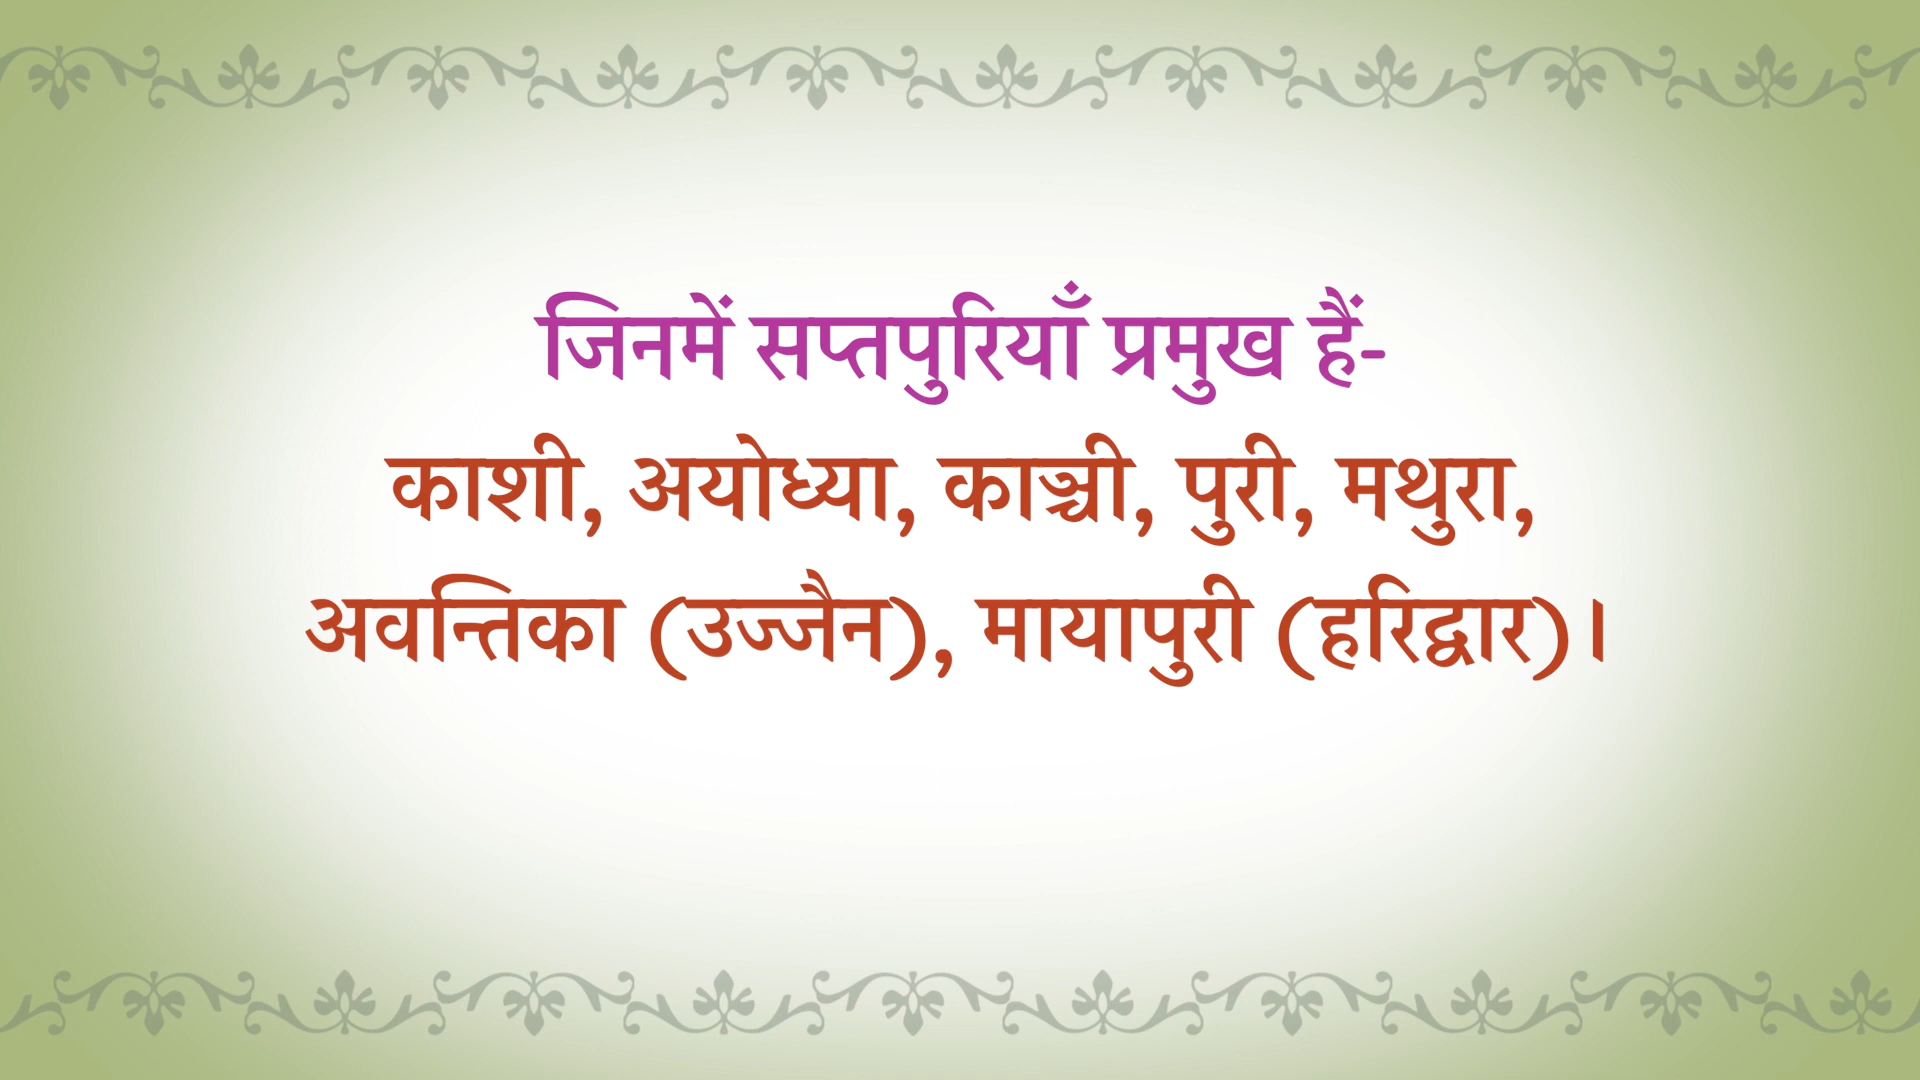 जिनमें सप्तपुरियाँ प्रमुख हैं-
काशी, अयोध्या, काञ्ची, पुरी, मथुरा,
अवन्तिका (उज्जैन), मायापुरी (हरिद्वार)।